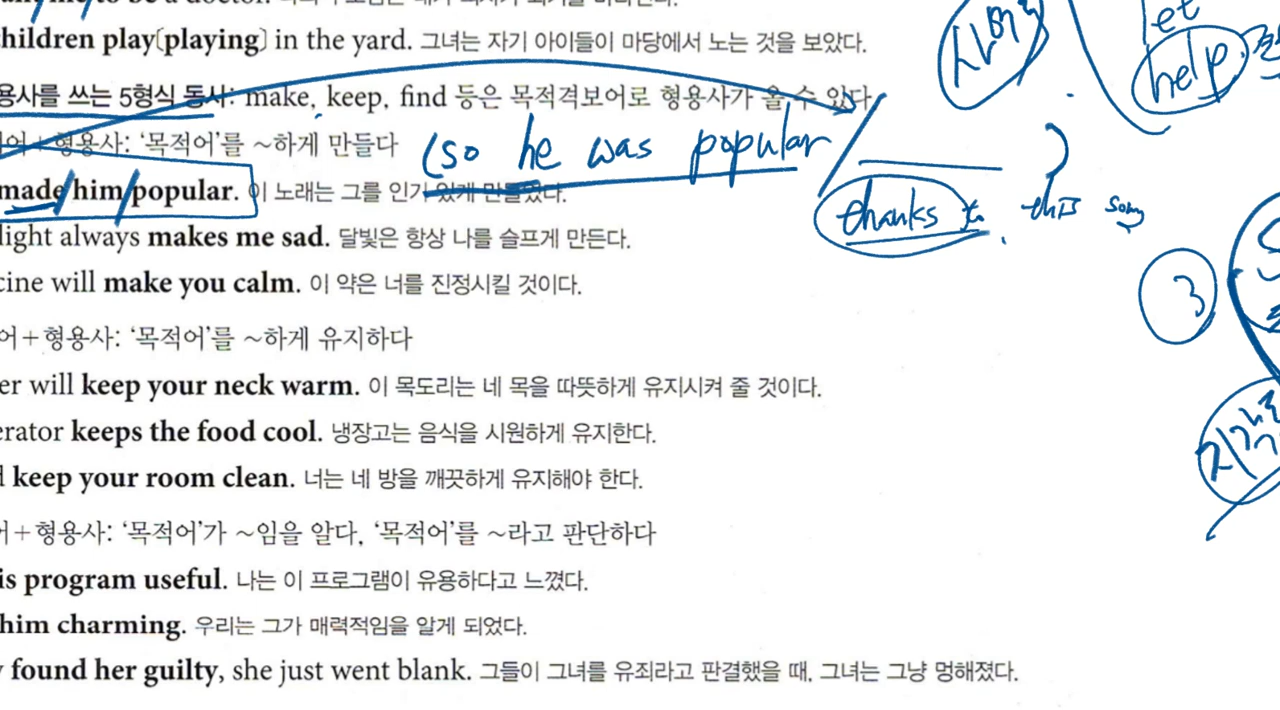 to be a doctor.
children play[playing] in the yard. 그녀는 자기 아이들이 마당에서 노는 것을 보았다.
let
help
사역동
용사를 쓰는 5형식 동사: make, keep, find 등은 목적격보어로 형용사가 올 수 있다
어+형용사: '목적어'를 ~하게 만들다
(so he was popular
made him popular. 이 노래는 그를 인기 있게 만들었다.
thanks to this song
light always makes me sad. 달빛은 항상 나를 슬프게 만든다.
cine will make you calm. 이 약은 너를 진정시킬 것이다.
3
어+형용사: '목적어'를 ~하게 유지하다
er will keep your neck warm. 이 목도리는 네 목을 따뜻하게 유지시켜 줄 것이다.
erator keeps the food cool. 냉장고는 음식을 시원하게 유지한다.
지각동
keep your room clean. 너는 네 방을 깨끗하게 유지해야 한다.
어+형용사: '목적어'가 ~임을 알다, '목적어'를 ~라고 판단하다
is program useful. 나는 이 프로그램이 유용하다고 느꼈다.
him charming. 우리는 그가 매력적임을 알게 되었다.
y found her guilty, she just went blank. 그들이 그녀를 유죄라고 판결했을 때, 그녀는 그냥 멍해졌다.